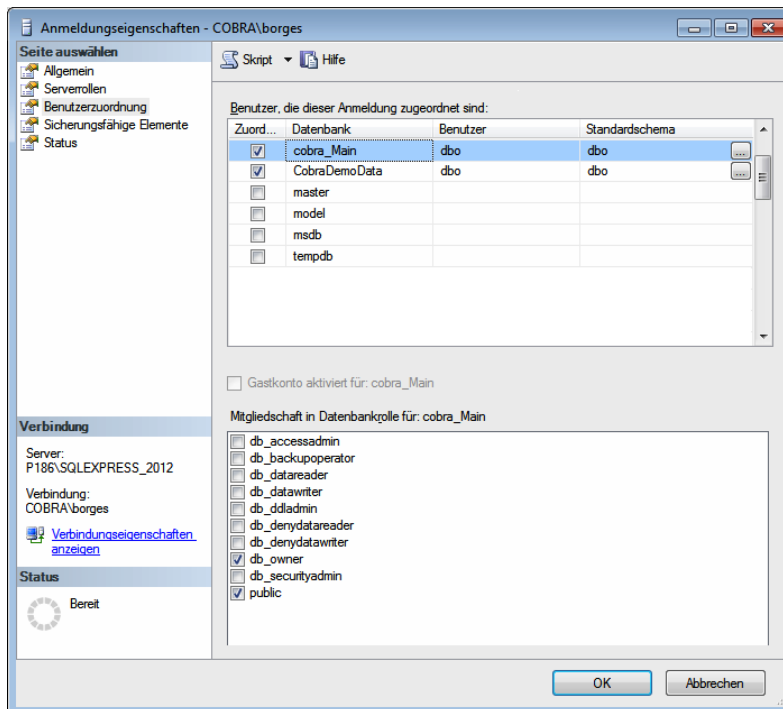 Anmeldungseigenschaften - COBRA\borges
Seite auswählen
Allgemein
Serverrollen
Benutzerzuordnung
Sicherungsfähige Elemente
Status
Skript
Hilfe
Benutzer, die dieser Anmeldung zugeordnet sind:
Zuord... Datenbank Benutzer Standardschema
cobra_Main dbo dbo ...
CobraDemoData dbo dbo ...
master
model
msdb
tempdb
Gastkonto aktiviert für: cobra_Main
Mitgliedschaft in Datenbankrolle für: cobra_Main
db_accessadmin
db_backupoperator
db_datareader
db_datawriter
db_ddladmin
db_denydatareader
db_denydatawriter
db_owner
db_securityadmin
public
Verbindung
Server:
P186\SQLEXPRESS_2012
Verbindung:
COBRA\borges
Verbindungseigenschaften
anzeigen
Status
Bereit
OK
Abbrechen